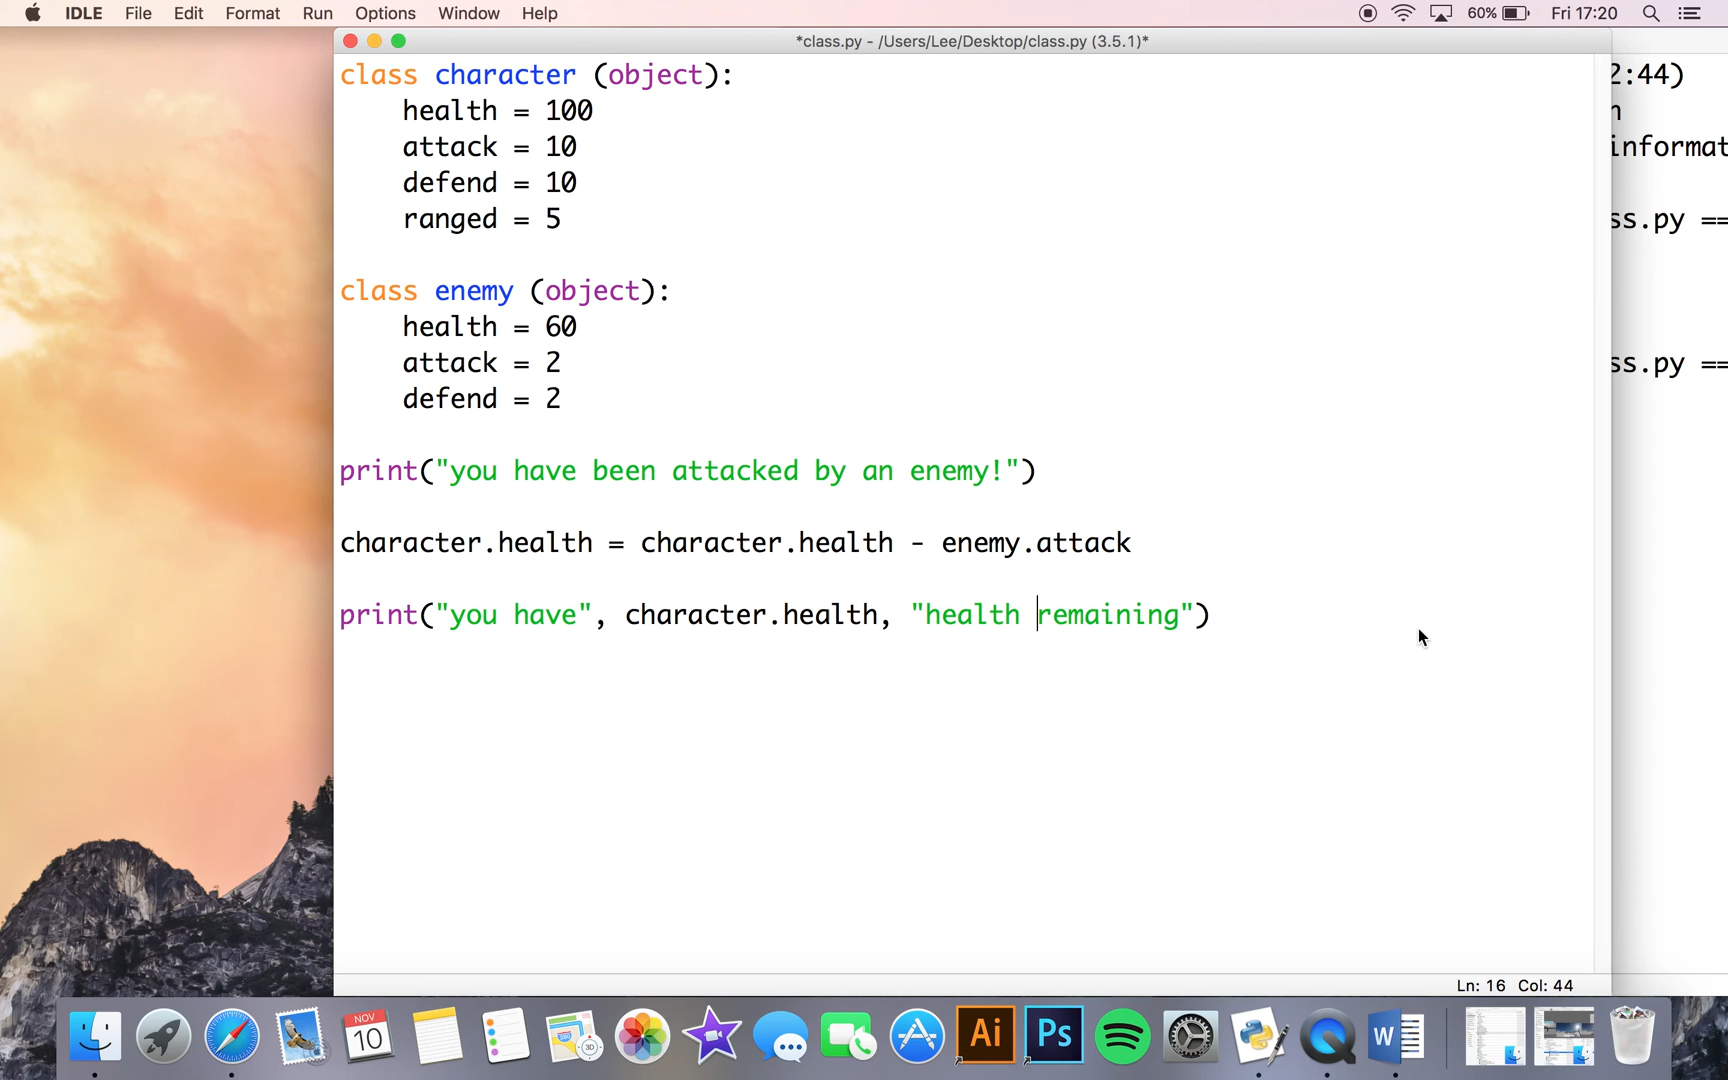 IDLE File Edit Format Run Options Window Help 60% Fri 17:20
*class.py - /Users/Lee/Desktop/class.py (3.5.1)*
class character (object):
    health = 100
    attack = 10
    defend = 10
    ranged = 5
class enemy (object):
    health = 60
    attack = 2
    defend = 2
print("you have been attacked by an enemy!")
character.health = character.health - enemy.attack
print("you have", character.health, "health remaining")
2:44)
n
informat
ss.py ==
ss.py ==
Ln: 16 Col: 44
NOV
10
3D
Ai
Ps
W